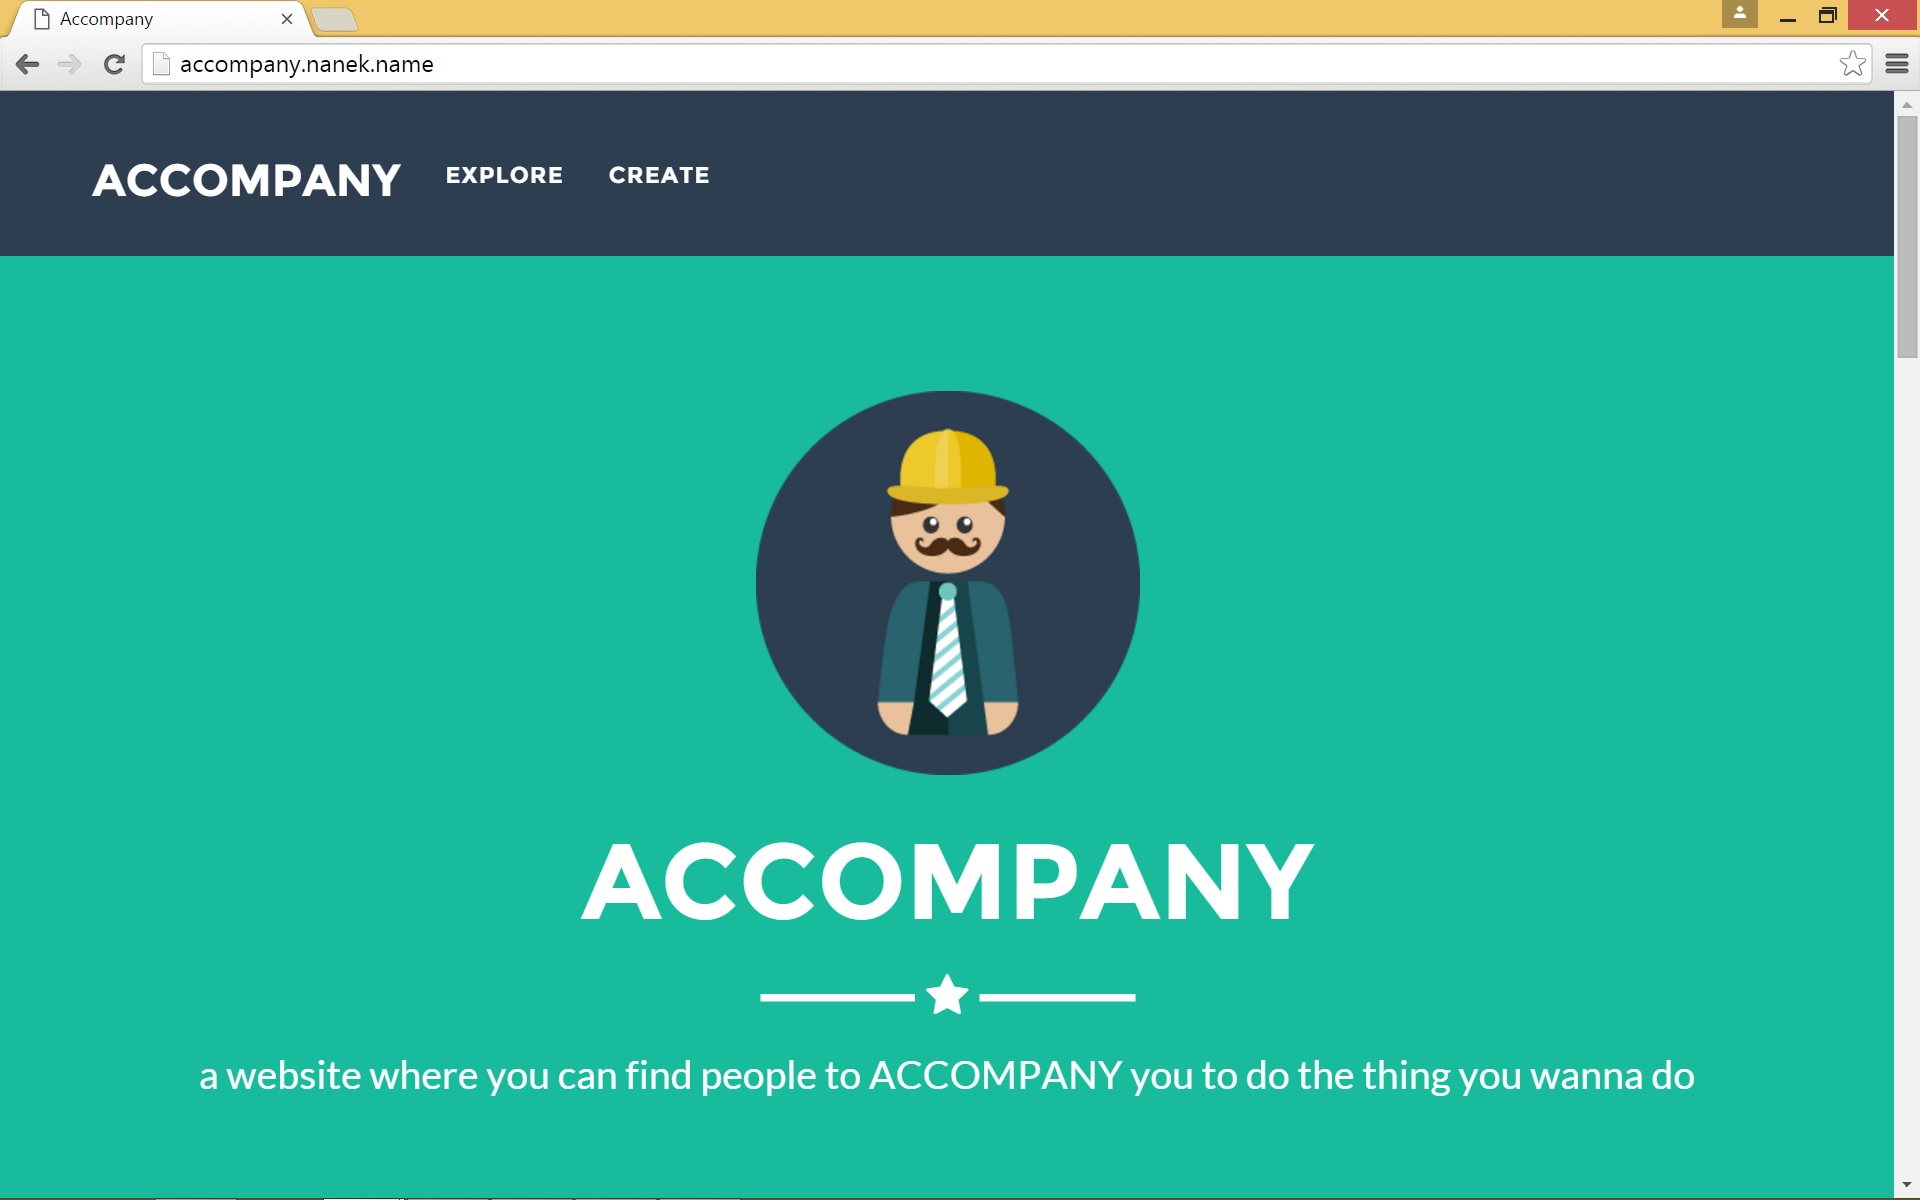 Accompany
accompany.nanek.name
ACCOMPANY EXPLORE CREATE
ACCOMPANY
a website where you can find people to ACCOMPANY you to do the thing you wanna do